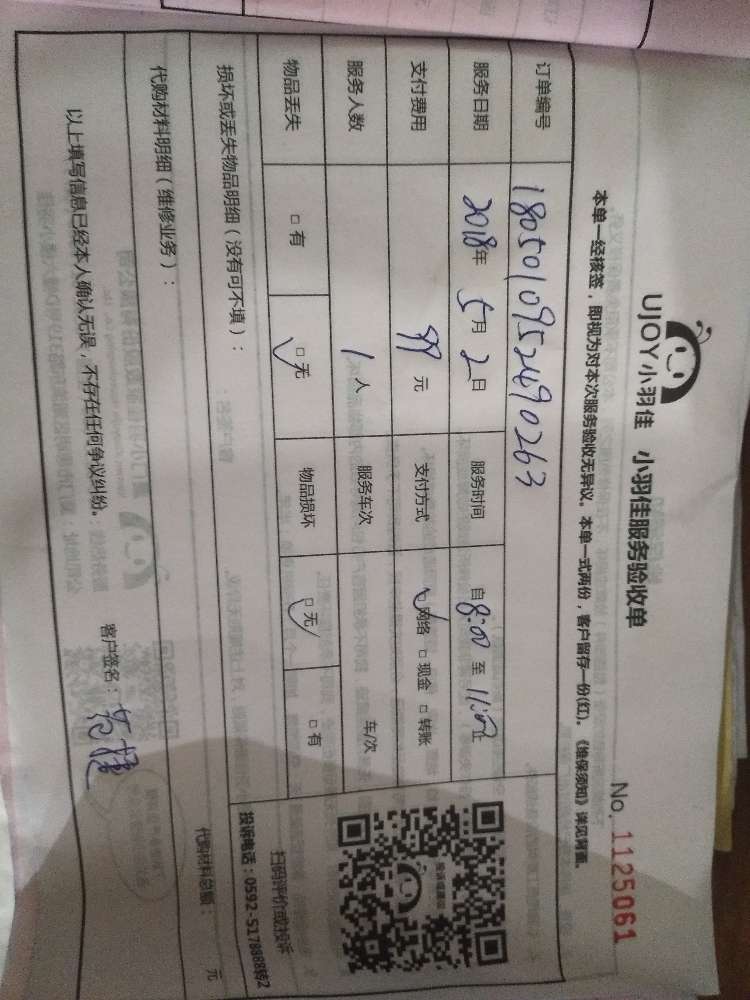 UJOY小羽佳 小羽佳服务验收单
No. 1125061
本单一经核签，即视为对本次服务验收无异议。本单一式两份，客户留存一份(红)。《维保须知》详见背面。
订单编号 1805010952490263
服务日期 2018年 5月 2日 服务时间 自8:00 至 11:00止
支付费用 99 元 支付方式 ☑网络 □现金 □转账
服务人数 1人 服务车次 车/次
物品丢失 □有 ☑无 物品损坏 ☑无 □有
损坏或丢失物品明细（没有可不填）：
扫码评价或投诉
投诉电话：0592-5178888转2
代购材料明细（维修业务）：
代购材料总额： 元
以上填写信息已经本人确认无误，不存在任何争议纠纷。
客户签名：